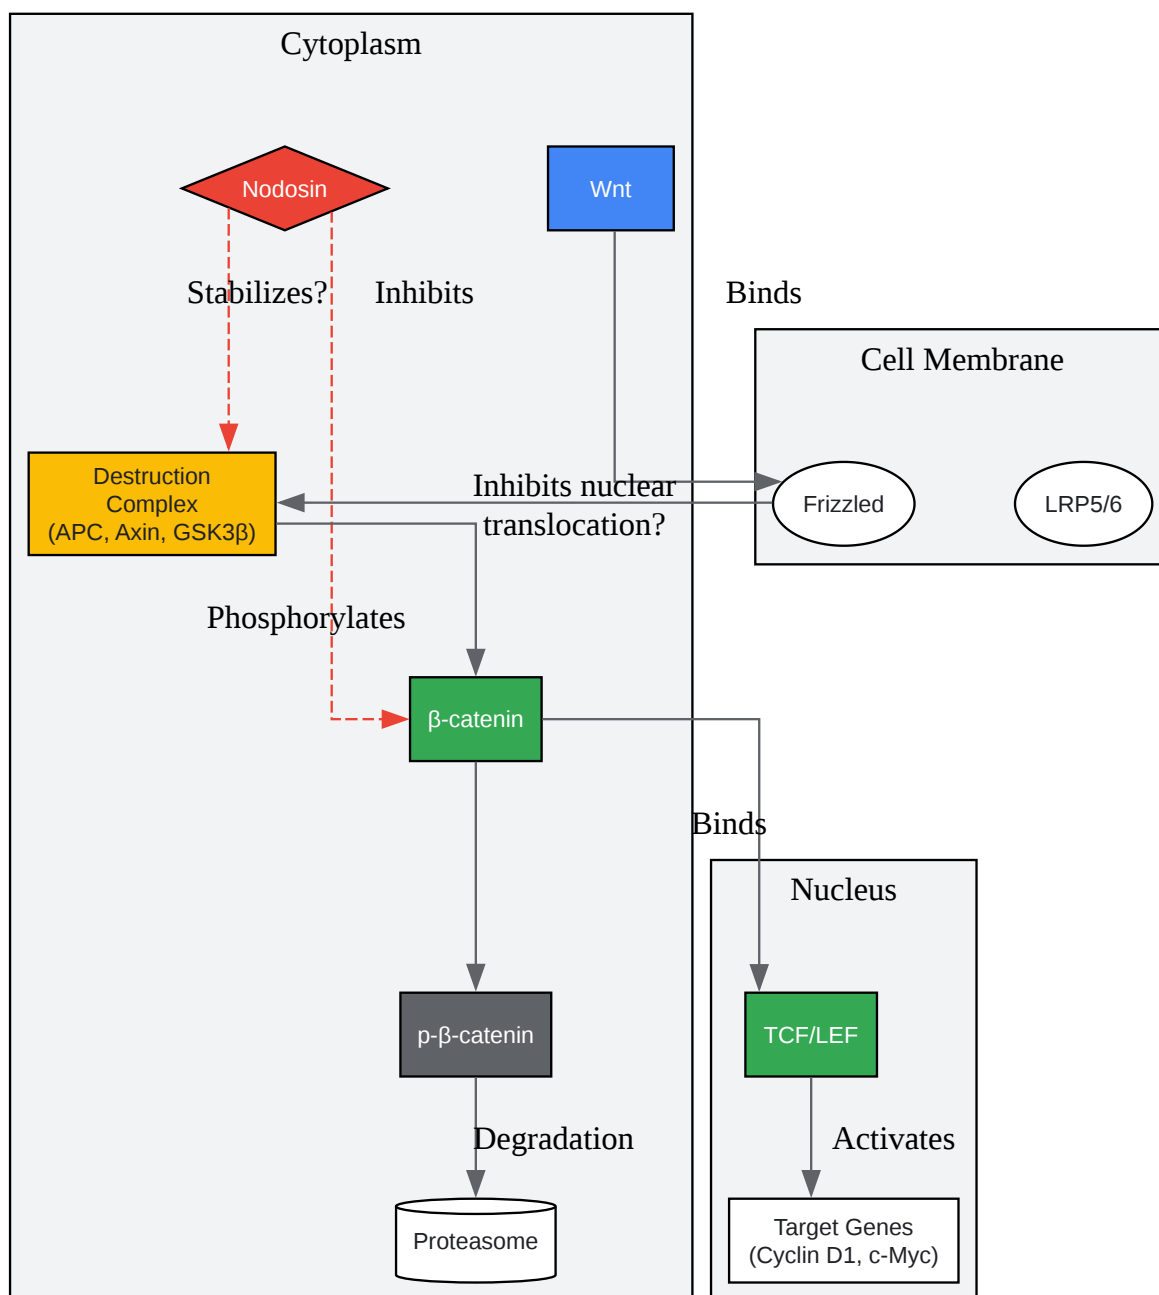 Cytoplasm
Nodosin
Wnt
Stabilizes?
Inhibits
Binds
Cell Membrane
Destruction
Complex
(APC, Axin, GSK3β)
Inhibits nuclear
translocation?
Frizzled
LRP5/6
Phosphorylates
β-catenin
Binds
Nucleus
p-β-catenin
TCF/LEF
Degradation
Activates
Proteasome
Target Genes
(Cyclin D1, c-Myc)